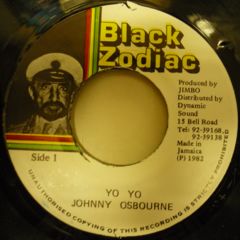 Black
Zodiac
Produced by
JIMBO
Distributed by
Dynamic
Sound
15 Bell Road
Tel: 92-39168,
92-39138
Made in
Jamaica
(P) 1982
Side 1
YO YO
JOHNNY OSBOURNE
UNAUTHORISED COPYING OF THIS RECORD IS STRICTLY PROHIBITED